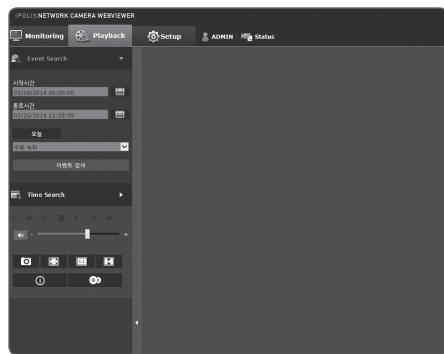 iPOLiS NETWORK CAMERA WEBVIEWER
Monitoring Playback Setup ADMIN Status
Event Search
시작시간
03/26/2014 00:00:00
종료시간
03/26/2014 23:59:59
오늘
수동 녹화
이벤트 검색
Time Search
- +
1:1